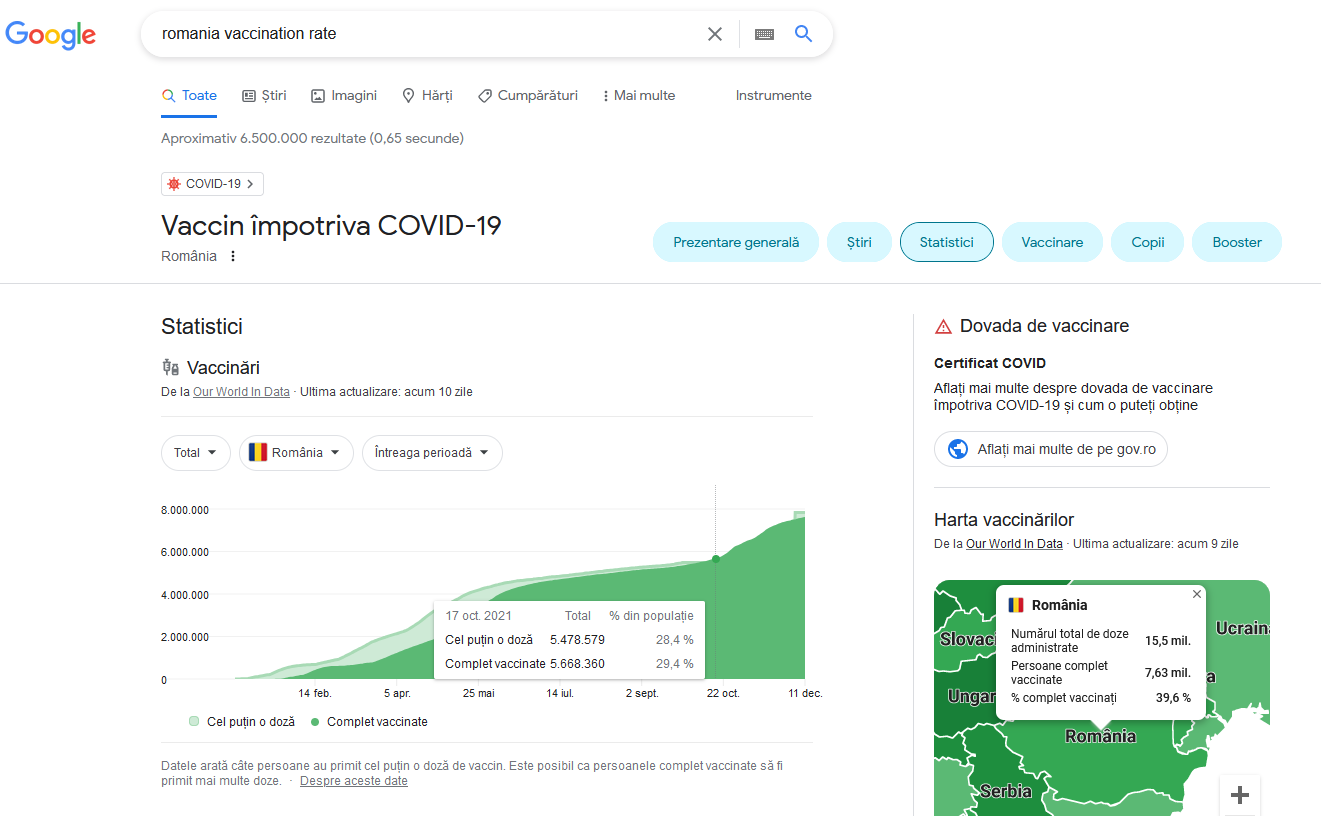 Google
romania vaccination rate
Toate Știri Imagini Hărți Cumpărături Mai multe Instrumente
Aproximativ 6.500.000 rezultate (0,65 secunde)
COVID-19
Vaccin împotriva COVID-19
România
Prezentare generală Știri Statistici Vaccinare Copii Booster
Statistici
Vaccinări
De la Our World In Data · Ultima actualizare: acum 10 zile
Total România Întreaga perioadă
8.000.000
6.000.000
4.000.000
2.000.000
0
17 oct. 2021 Total % din populație
Cel puțin o doză 5.478.579 28,4 %
Complet vaccinate 5.668.360 29,4 %
14 feb. 5 apr. 25 mai 14 iul. 2 sept. 22 oct. 11 dec.
Cel puțin o doză Complet vaccinate
Datele arată câte persoane au primit cel puțin o doză de vaccin. Este posibil ca persoanele complet vaccinate să fi
primit mai multe doze. · Despre aceste date
Dovada de vaccinare
Certificat COVID
Aflați mai multe despre dovada de vaccinare
împotriva COVID-19 și cum o puteți obține
Aflați mai multe de pe gov.ro
Harta vaccinărilor
De la Our World In Data · Ultima actualizare: acum 9 zile
România
Numărul total de doze
administrate 15,5 mil.
Persoane complet
vaccinate 7,63 mil.
% complet vaccinați 39,6 %
Slovac
Ucraina
a
Ungar
România
Serbia